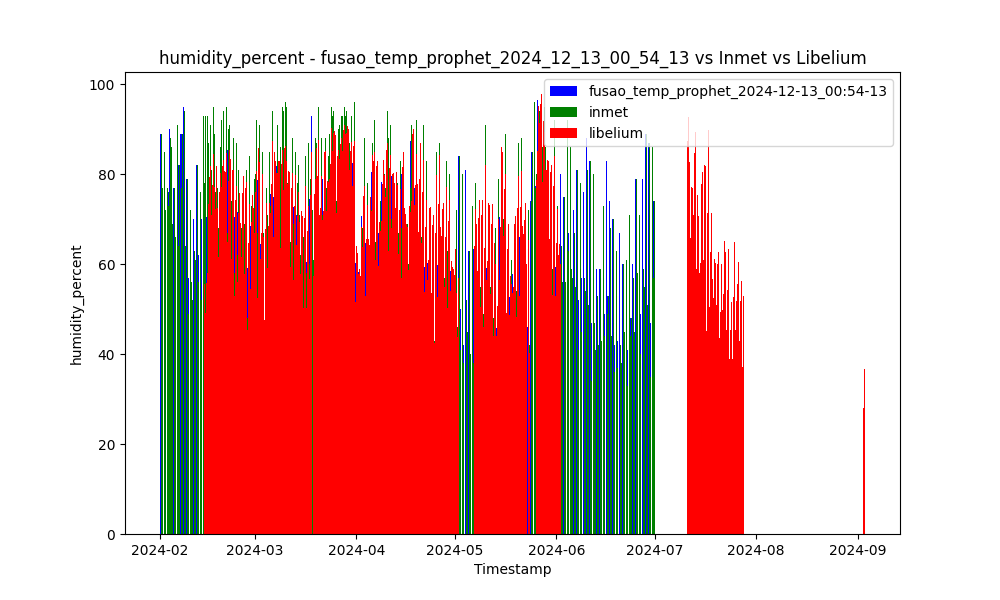 humidity_percent - fusao_temp_prophet_2024_12_13_00_54_13 vs Inmet vs Libelium
fusao_temp_prophet_2024-12-13_00:54-13
inmet
libelium
humidity_percent
100
80
60
40
20
0
2024-02
2024-03
2024-04
2024-05
2024-06
2024-07
2024-08
2024-09
Timestamp